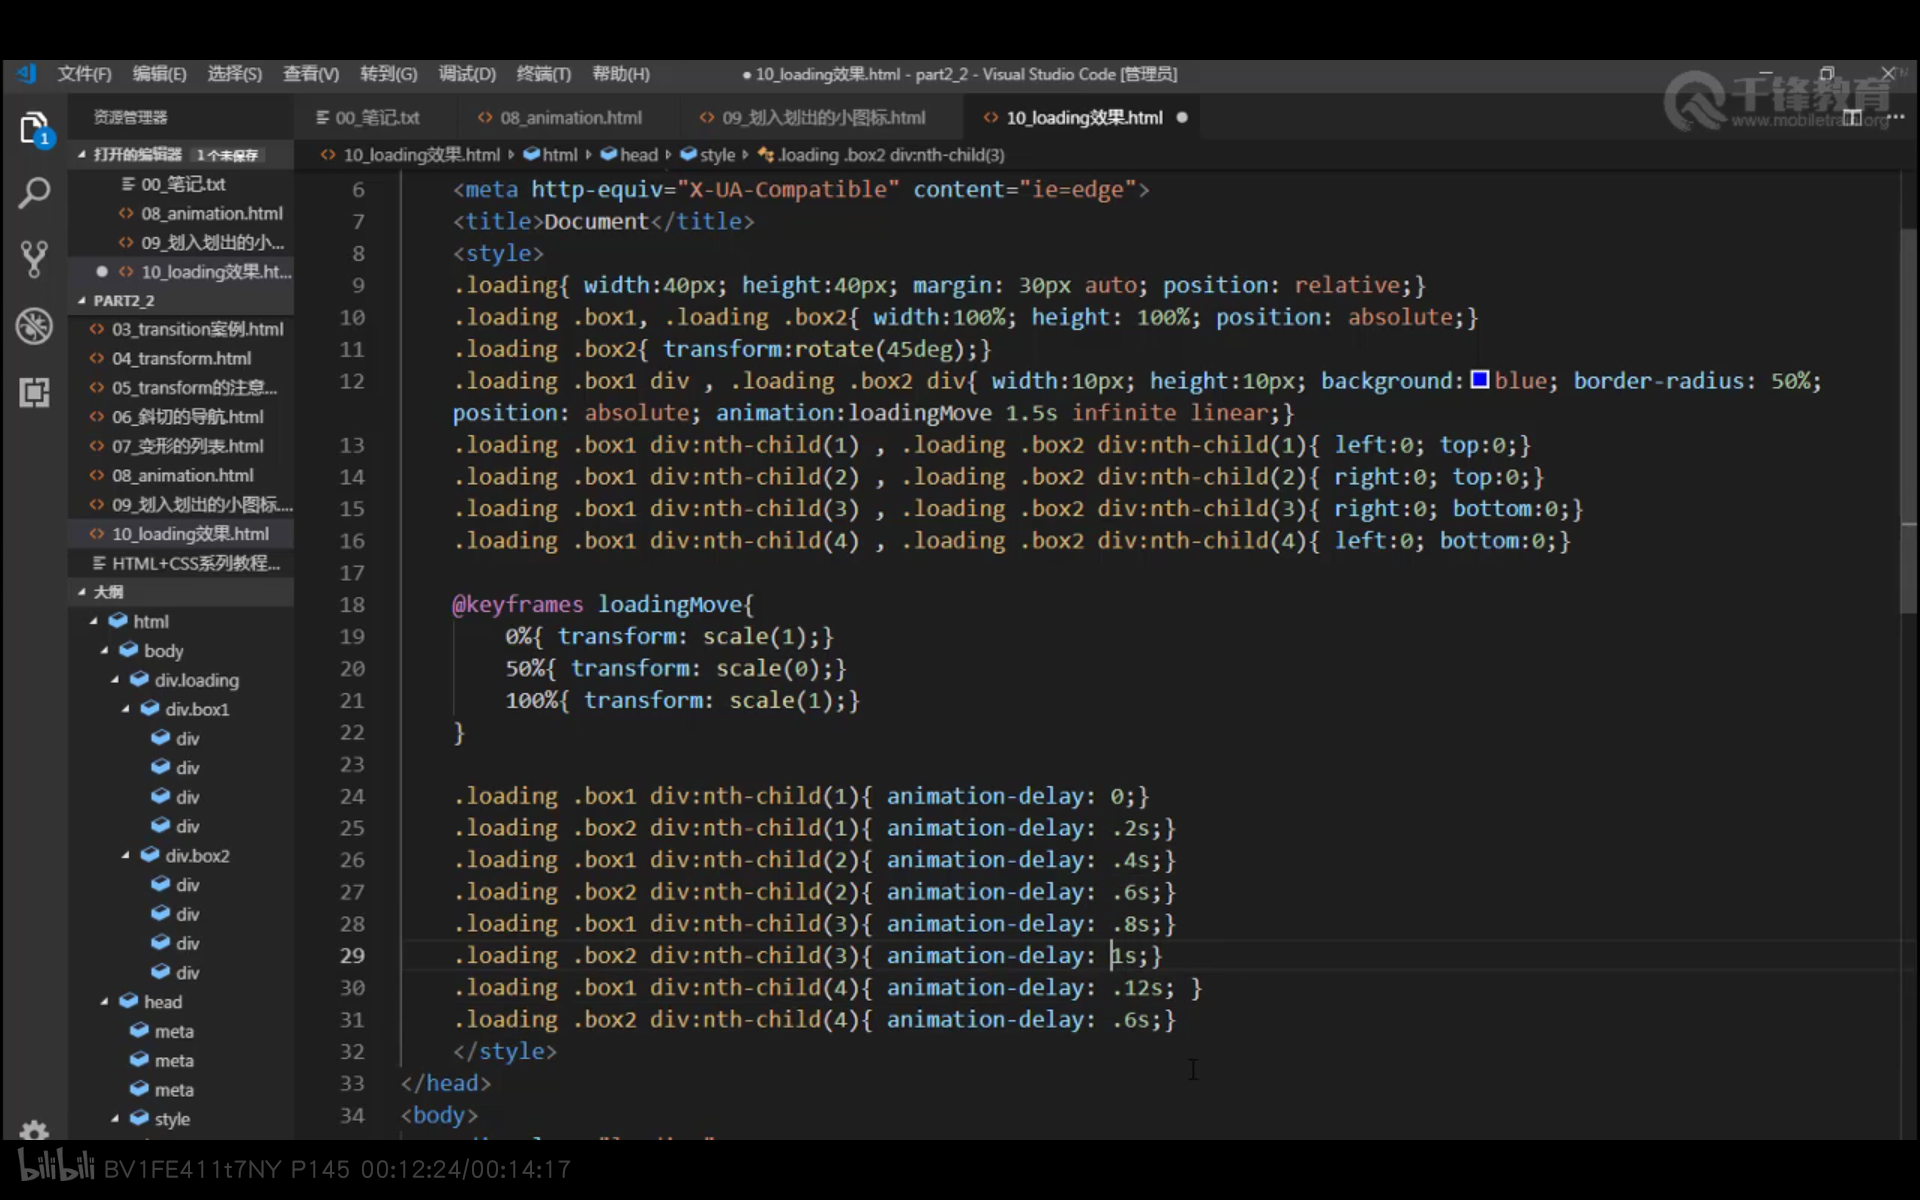 文件(F) 编辑(E) 选择(S) 查看(V) 转到(G) 调试(D) 终端(T) 帮助(H) ● 10_loading效果.html - part2_2 - Visual Studio Code [管理员]
千锋教育
www.mobiletrain.org
资源管理器
00_笔记.txt 08_animation.html 09_划入划出的小图标.html 10_loading效果.html
1
打开的编辑器 1 个未保存
00_笔记.txt
08_animation.html
09_划入划出的小...
10_loading效果.ht...
PART2_2
03_transition案例.html
04_transform.html
05_transform的注意...
06_斜切的导航.html
07_变形的列表.html
08_animation.html
09_划入划出的小图标....
10_loading效果.html
HTML+CSS系列教程...
大纲
html
body
div.loading
div.box1
div
div
div
div
div.box2
div
div
div
div
head
meta
meta
meta
style
10_loading效果.html html head style .loading .box2 div:nth-child(3)
6 <meta http-equiv="X-UA-Compatible" content="ie=edge">
7 <title>Document</title>
8 <style>
9 .loading{ width:40px; height:40px; margin: 30px auto; position: relative;}
10 .loading .box1, .loading .box2{ width:100%; height: 100%; position: absolute;}
11 .loading .box2{ transform:rotate(45deg);}
12 .loading .box1 div , .loading .box2 div{ width:10px; height:10px; background:blue; border-radius: 50%;
position: absolute; animation:loadingMove 1.5s infinite linear;}
13 .loading .box1 div:nth-child(1) , .loading .box2 div:nth-child(1){ left:0; top:0;}
14 .loading .box1 div:nth-child(2) , .loading .box2 div:nth-child(2){ right:0; top:0;}
15 .loading .box1 div:nth-child(3) , .loading .box2 div:nth-child(3){ right:0; bottom:0;}
16 .loading .box1 div:nth-child(4) , .loading .box2 div:nth-child(4){ left:0; bottom:0;}
17
18 @keyframes loadingMove{
19 0%{ transform: scale(1);}
20 50%{ transform: scale(0);}
21 100%{ transform: scale(1);}
22 }
23
24 .loading .box1 div:nth-child(1){ animation-delay: 0;}
25 .loading .box2 div:nth-child(1){ animation-delay: .2s;}
26 .loading .box1 div:nth-child(2){ animation-delay: .4s;}
27 .loading .box2 div:nth-child(2){ animation-delay: .6s;}
28 .loading .box1 div:nth-child(3){ animation-delay: .8s;}
29 .loading .box2 div:nth-child(3){ animation-delay: 1s;}
30 .loading .box1 div:nth-child(4){ animation-delay: .12s; }
31 .loading .box2 div:nth-child(4){ animation-delay: .6s;}
32 </style>
33 </head>
34 <body>
bilibili BV1FE411t7NY P145 00:12:24/00:14:17